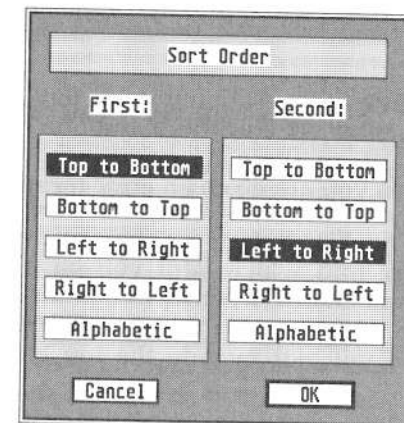 Sort Order
First:
Second:
Top to Bottom
Bottom to Top
Left to Right
Right to Left
Alphabetic
Top to Bottom
Bottom to Top
Left to Right
Right to Left
Alphabetic
Cancel
OK